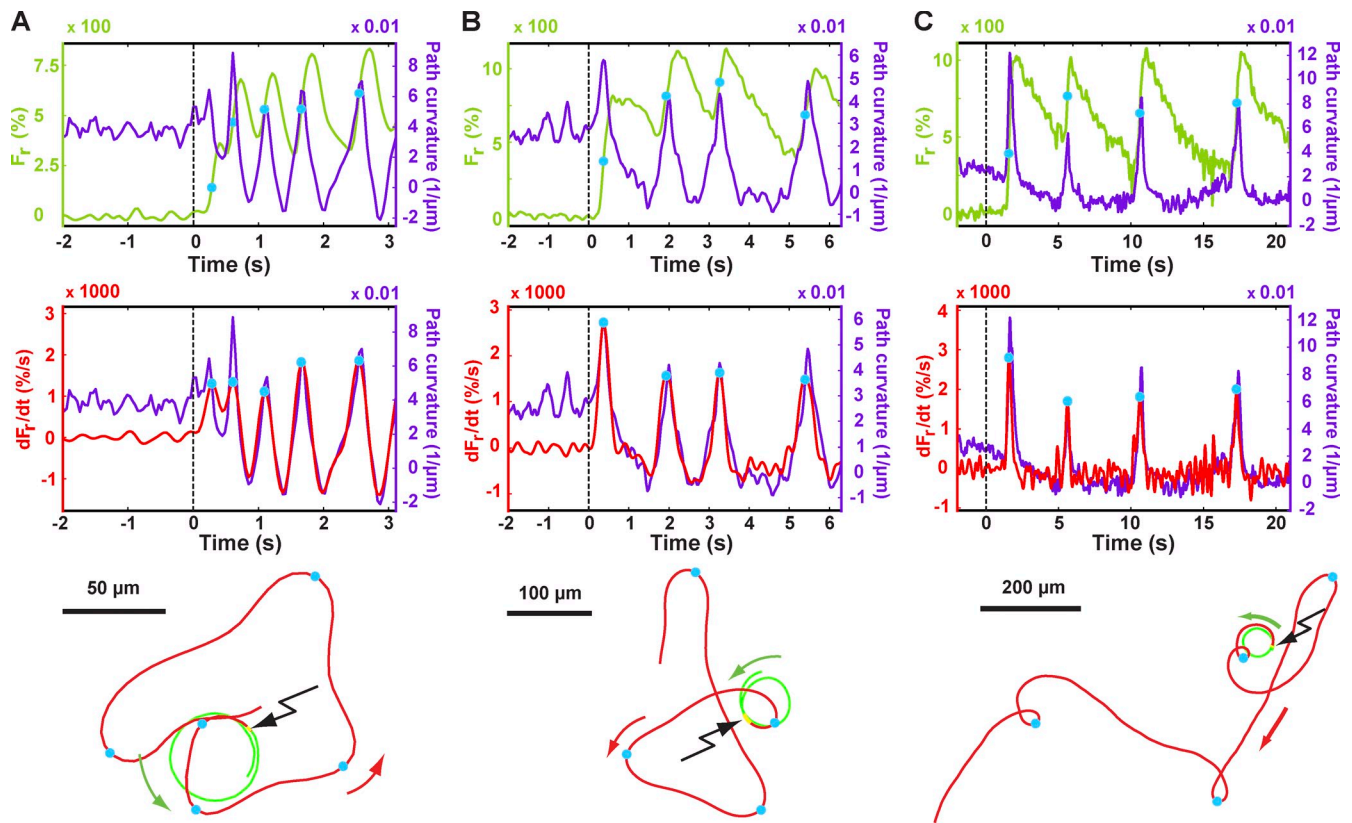 A
x 100
x 0.01
7.5
5
2.5
0
F_r (%)
8
6
4
2
0
-2
Path curvature (1/µm)
-2 -1 0 1 2 3
Time (s)
B
x 100
x 0.01
10
5
0
F_r (%)
6
5
4
3
2
1
0
-1
Path curvature (1/µm)
-2 -1 0 1 2 3 4 5 6
Time (s)
C
x 100
x 0.01
10
5
0
F_r (%)
12
10
8
6
4
2
0
-2
Path curvature (1/µm)
0 5 10 15 20
Time (s)
x 1000
x 0.01
3
2
1
0
-1
dF_r/dt (%/s)
8
6
4
2
0
-2
Path curvature (1/µm)
-2 -1 0 1 2 3
Time (s)
x 1000
x 0.01
3
2
1
0
-1
dF_r/dt (%/s)
6
5
4
3
2
1
0
-1
Path curvature (1/µm)
-2 -1 0 1 2 3 4 5 6
Time (s)
x 1000
x 0.01
4
3
2
1
0
-1
dF_r/dt (%/s)
12
10
8
6
4
2
0
-2
Path curvature (1/µm)
0 5 10 15 20
Time (s)
50 µm
100 µm
200 µm